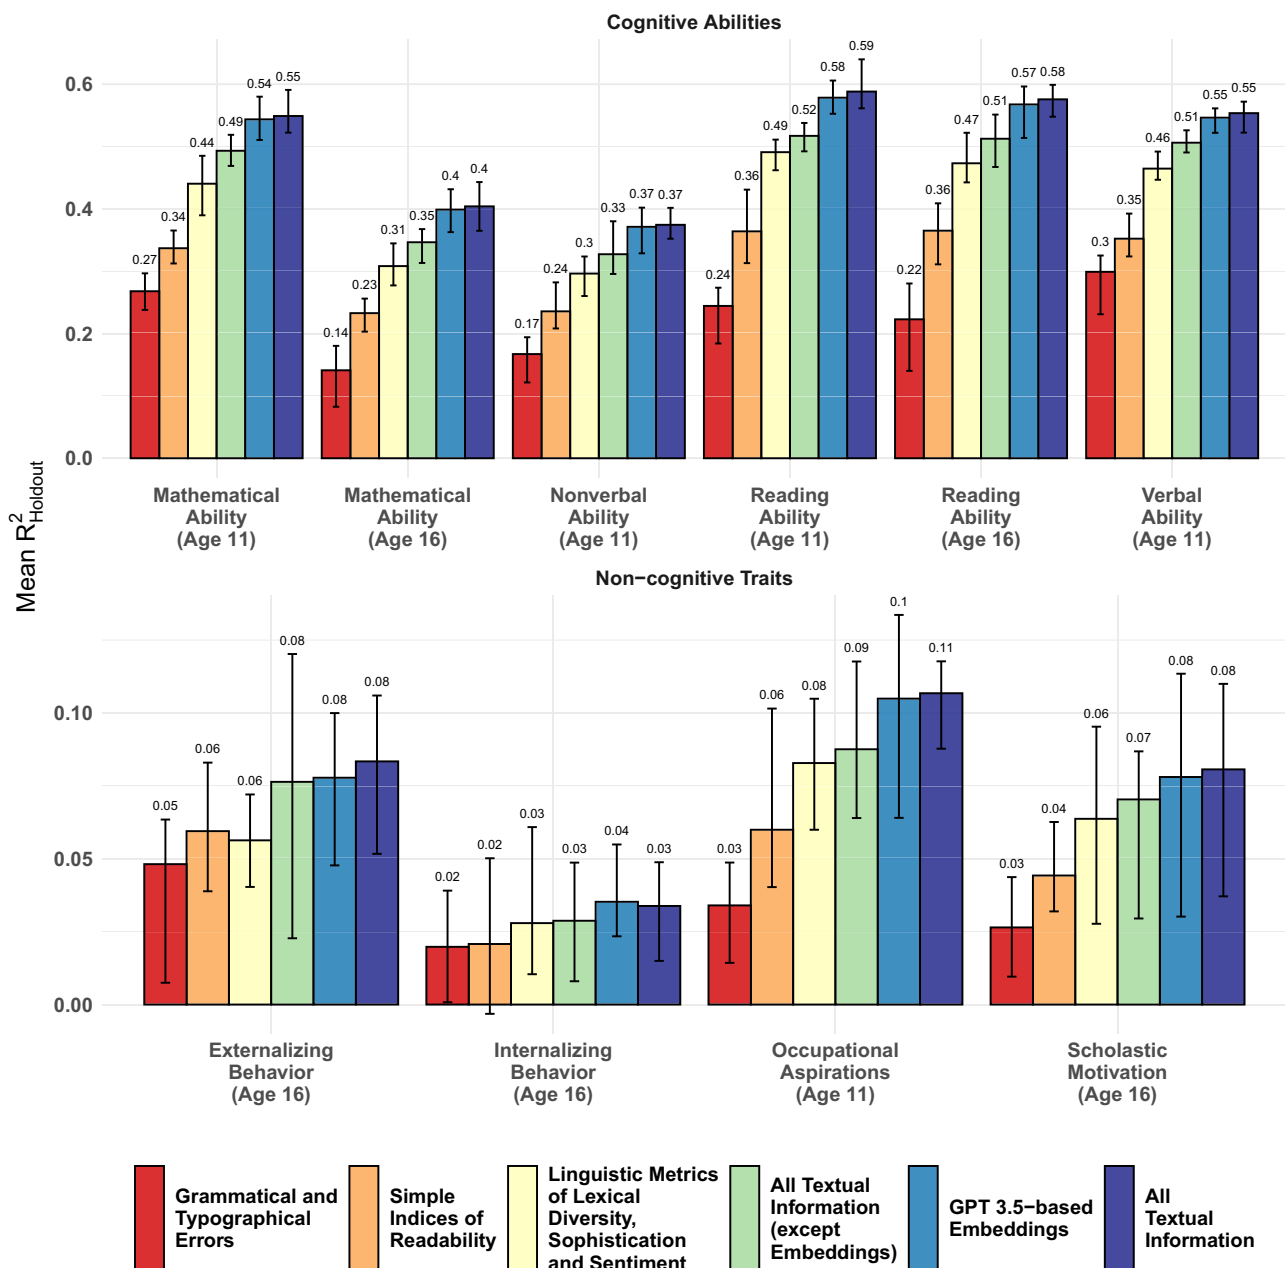 Cognitive Abilities
0.6
0.4
0.2
0.0
0.27
0.34
0.44
0.49
0.54
0.55
0.14
0.23
0.31
0.35
0.4
0.4
0.17
0.24
0.3
0.33
0.37
0.37
0.24
0.36
0.49
0.52
0.58
0.59
0.22
0.36
0.47
0.51
0.57
0.58
0.3
0.35
0.46
0.51
0.55
0.55
Mathematical
Ability
(Age 11)
Mathematical
Ability
(Age 16)
Nonverbal
Ability
(Age 11)
Reading
Ability
(Age 11)
Reading
Ability
(Age 16)
Verbal
Ability
(Age 11)
Mean R²Holdout
Non−cognitive Traits
0.10
0.05
0.00
0.05
0.06
0.06
0.08
0.08
0.08
0.02
0.02
0.03
0.03
0.04
0.03
0.03
0.06
0.08
0.09
0.1
0.11
0.03
0.04
0.06
0.07
0.08
0.08
Externalizing
Behavior
(Age 16)
Internalizing
Behavior
(Age 16)
Occupational
Aspirations
(Age 11)
Scholastic
Motivation
(Age 16)
Grammatical and
Typographical
Errors
Simple
Indices of
Readability
Linguistic Metrics
of Lexical
Diversity,
Sophistication
and Sentiment
All Textual
Information
(except
Embeddings)
GPT 3.5−based
Embeddings
All
Textual
Information